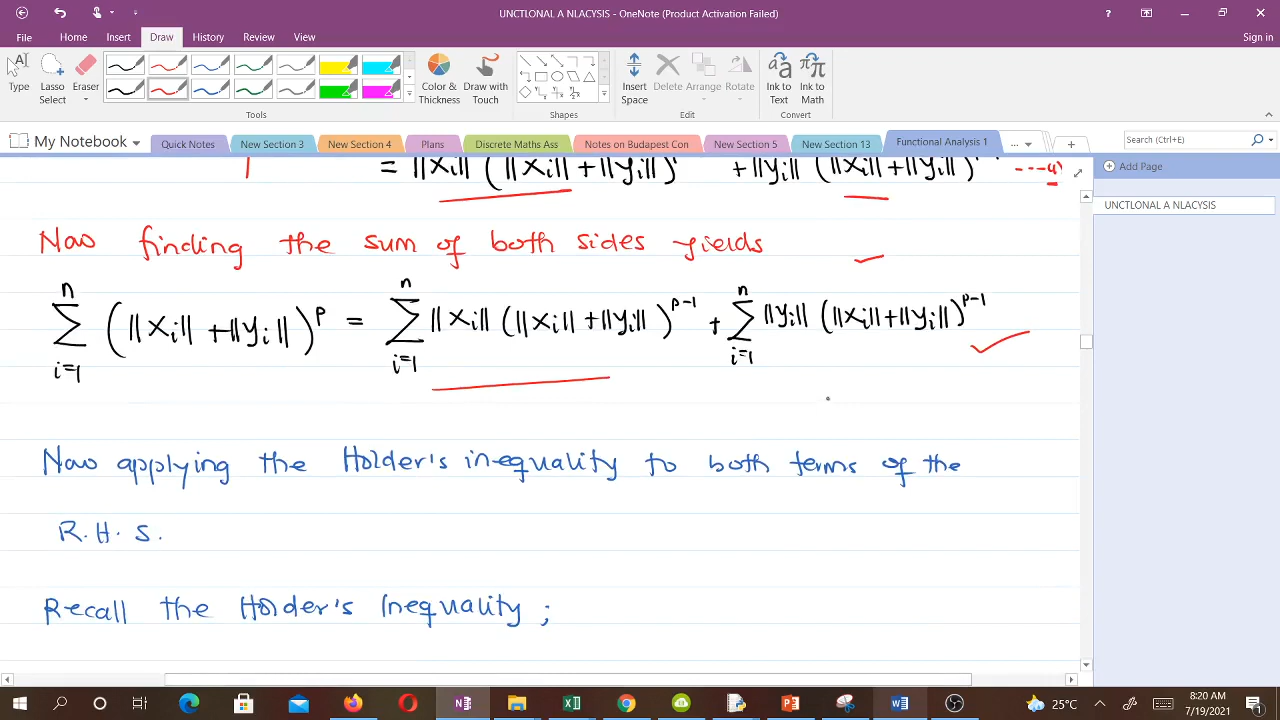 UNCTLONAL A NLACYSIS - OneNote (Product Activation Failed)
File Home Insert Draw History Review View Sign in
Type Lasso Select Eraser Color & Thickness Draw with Touch Insert Space Delete Arrange Rotate Ink to Text Ink to Math
Tools Shapes Edit Convert
My Notebook Quick Notes New Section 3 New Section 4 Plans Discrete Maths Ass Notes on Budapest Con New Section 5 New Section 13 Functional Analysis 1 ... Search (Ctrl+E)
Add Page
UNCTLONAL A NLACYSIS
= ||xᵢ|| (||xᵢ|| + ||yᵢ||)ᵖ + ||yᵢ|| (||xᵢ|| + ||yᵢ||)
Now finding the sum of both sides yields
∑ⁿᵢ₌₁ (||xᵢ|| + ||yᵢ||)ᵖ = ∑ⁿᵢ₌₁ ||xᵢ|| (||xᵢ|| + ||yᵢ||)ᵖ⁻¹ + ∑ⁿᵢ₌₁ ||yᵢ|| (||xᵢ|| + ||yᵢ||)ᵖ⁻¹
Now applying the Holder's inequality to both terms of the
R.H.S.
Recall the Holder's Inequality ;
25°C 8:20 AM
7/19/2021